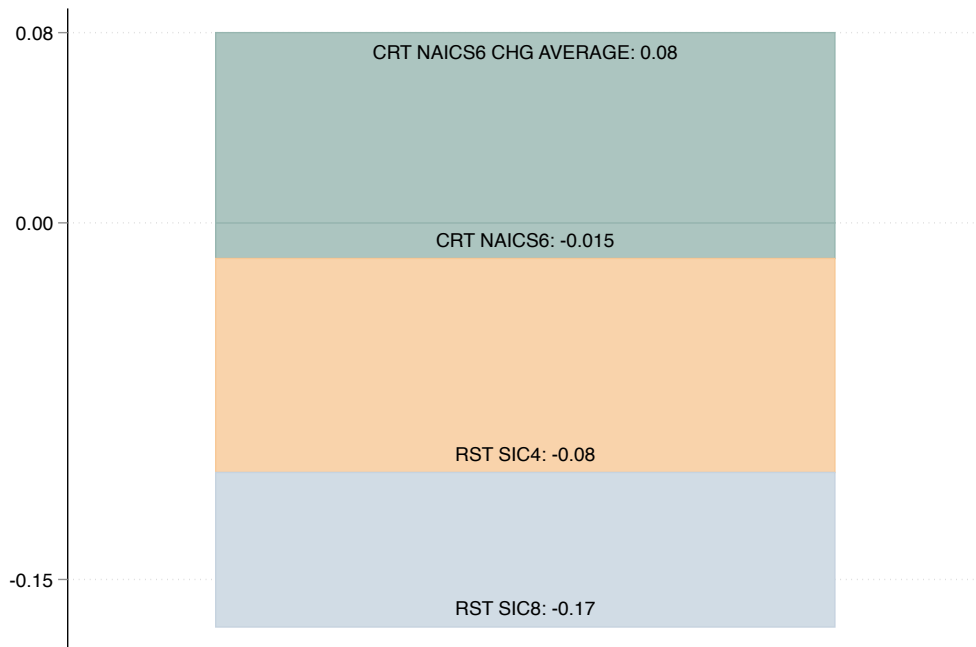 0.08
CRT NAICS6 CHG AVERAGE: 0.08
0.00
CRT NAICS6: -0.015
RST SIC4: -0.08
-0.15
RST SIC8: -0.17